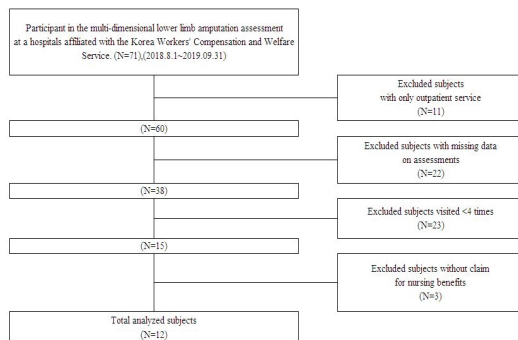 Participant in the multi-dimensional lower limb amputation assessment
at a hospitals affiliated with the Korea Workers' Compensation and Welfare
Service. (N=71),(2018.8.1~2019.09.31)
Excluded subjects
with only outpatient service
(N=11)
(N=60)
Excluded subjects with missing data
on assessments
(N=22)
(N=38)
Excluded subjects visited <4 times
(N=23)
(N=15)
Excluded subjects without claim
for nursing benefits
(N=3)
Total analyzed subjects
(N=12)